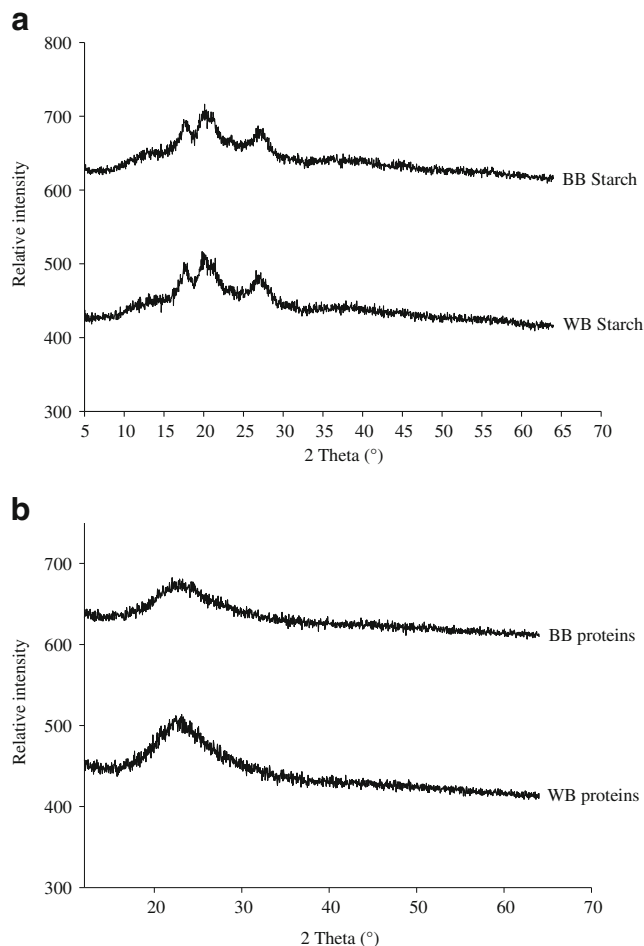 a
800
700
600
500
400
300
Relative intensity
BB Starch
WB Starch
5 10 15 20 25 30 35 40 45 50 55 60 65 70
2 Theta (°)
b
700
600
500
400
300
Relative intensity
BB proteins
WB proteins
20 30 40 50 60 70
2 Theta (°)